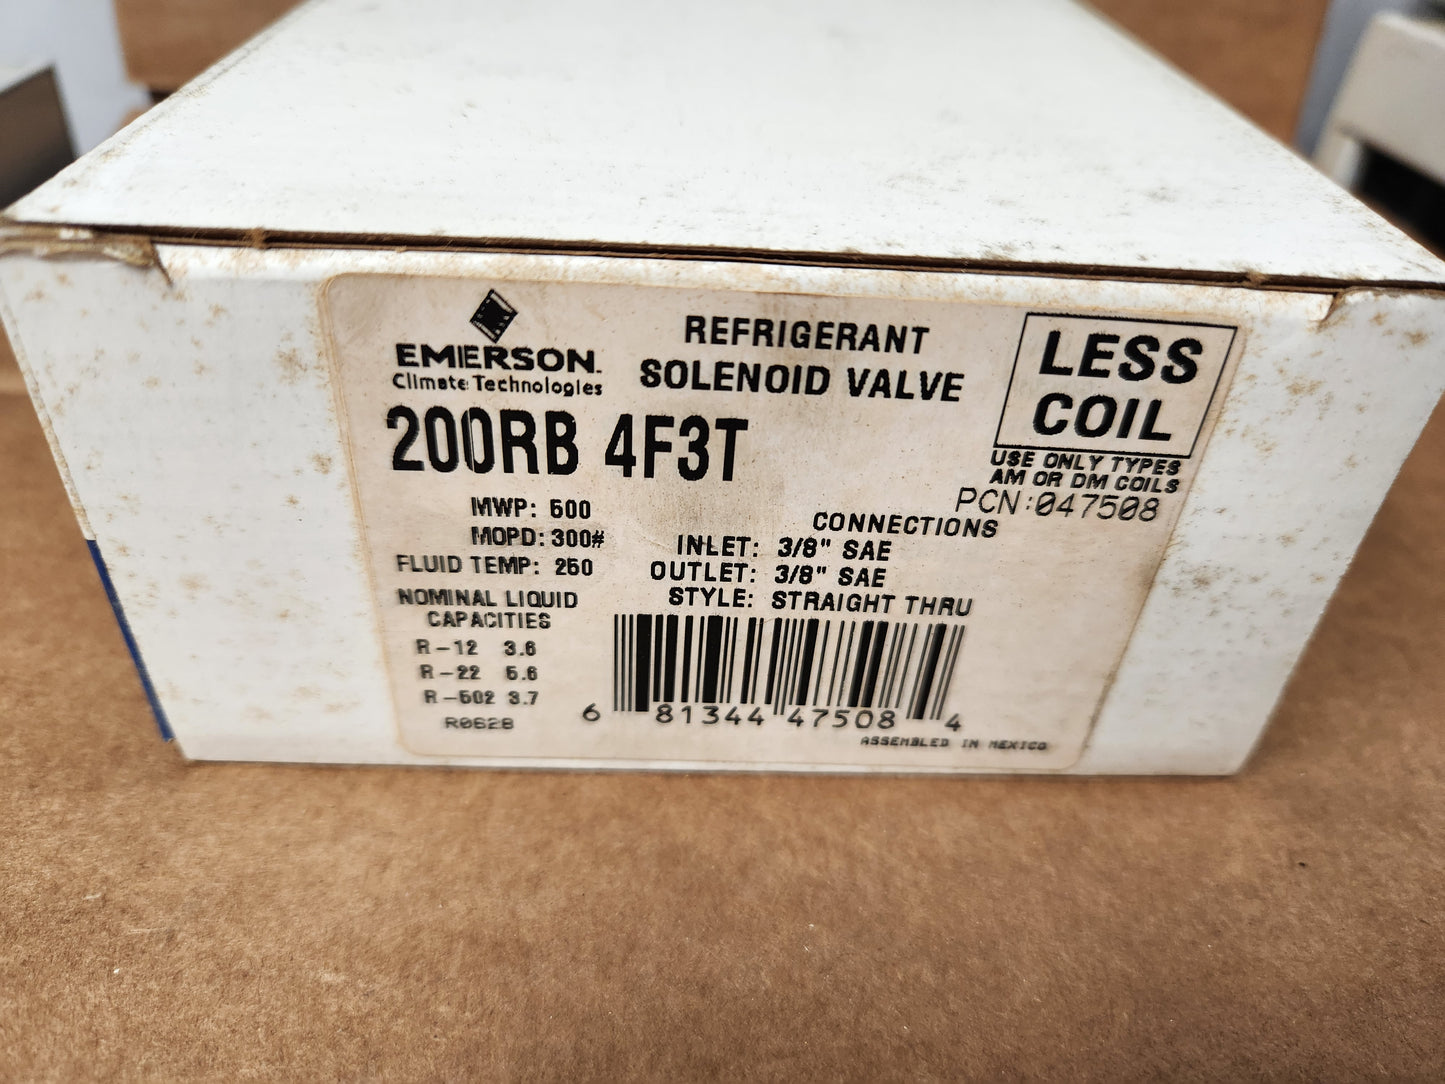 EMERSON.
Climate Technologies
REFRIGERANT
SOLENOID VALVE
LESS
COIL
USE ONLY TYPES
AM OR DM COILS
PCN:047508
200RB 4F3T
MWP: 500
MOPD: 300#
FLUID TEMP: 250
CONNECTIONS
INLET: 3/8" SAE
OUTLET: 3/8" SAE
STYLE: STRAIGHT THRU
NOMINAL LIQUID
CAPACITIES
R-12 3.6
R-22 5.6
R-502 3.7
R0628
6 81344 47508 4
ASSEMBLED IN MEXICO